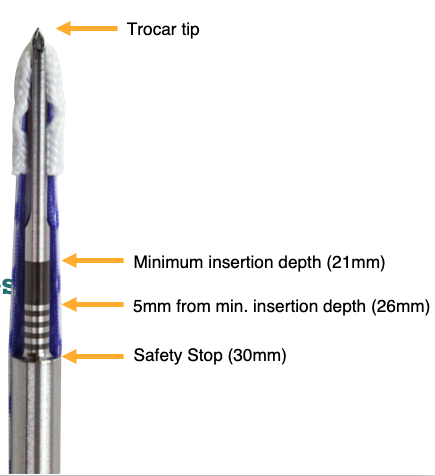 Trocar tip
Minimum insertion depth (21mm)
5mm from min. insertion depth (26mm)
Safety Stop (30mm)